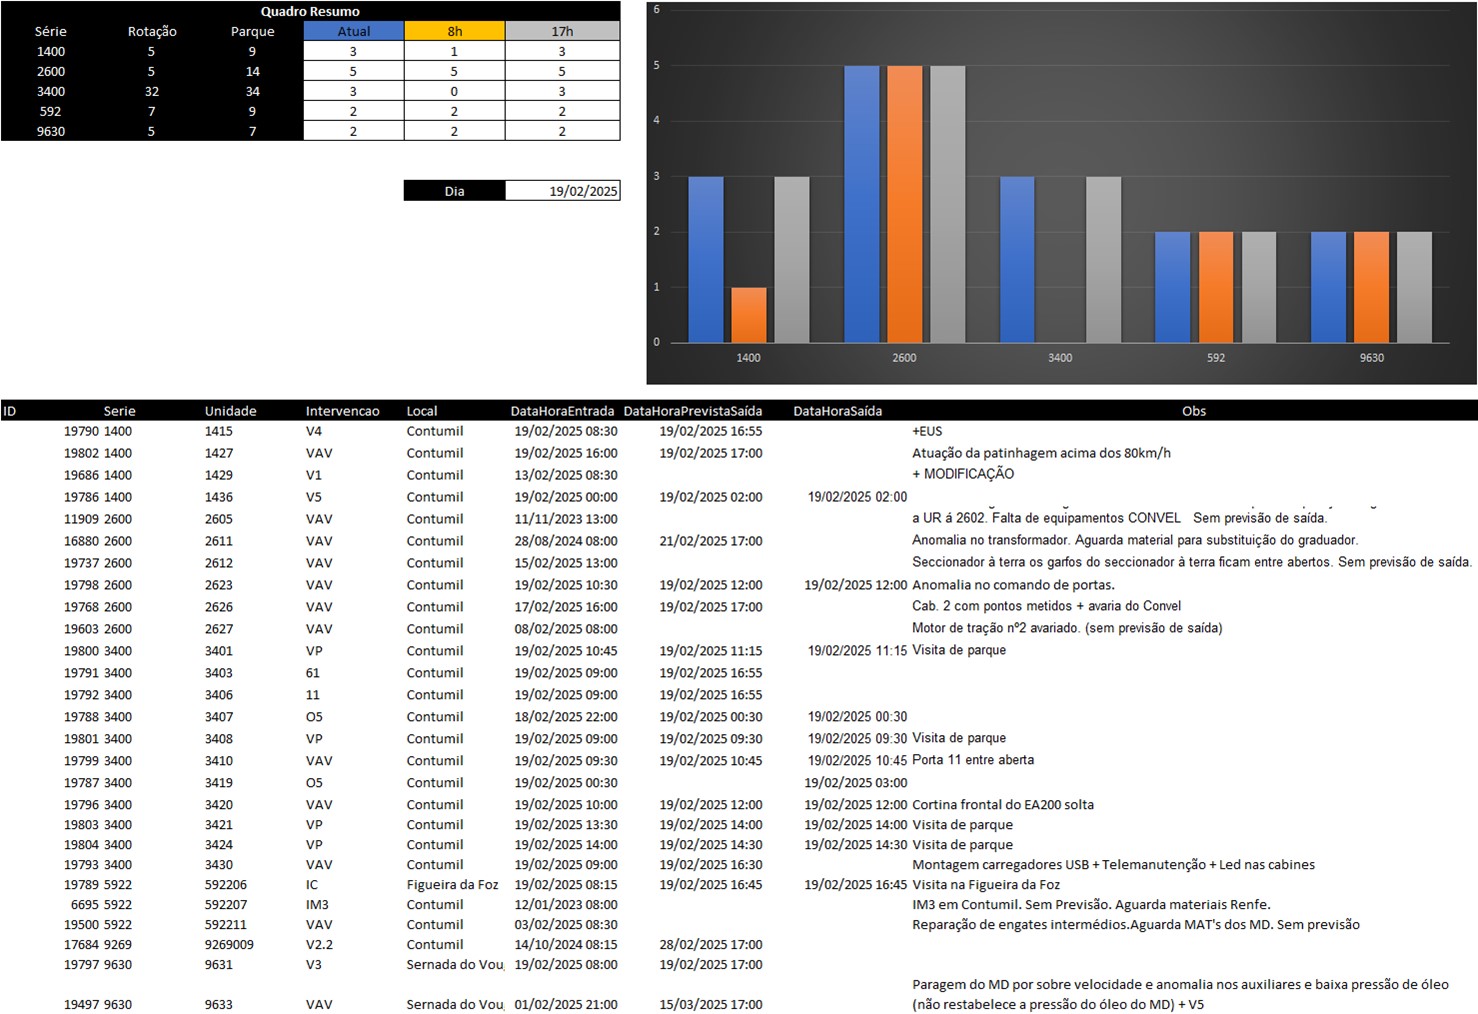 Quadro Resumo
Série Rotação Parque Atual 8h 17h
1400 5 9 3 1 3
2600 5 14 5 5 5
3400 32 34 3 0 3
592 7 9 2 2 2
9630 5 7 2 2 2
Dia 19/02/2025
6
5
4
3
2
1
0
1400 2600 3400 592 9630
ID Serie Unidade Intervencao Local DataHoraEntrada DataHoraPrevistaSaída DataHoraSaída Obs
19790 1400 1415 V4 Contumil 19/02/2025 08:30 19/02/2025 16:55 +EUS
19802 1400 1427 VAV Contumil 19/02/2025 16:00 19/02/2025 17:00 Atuação da patinhagem acima dos 80km/h
19686 1400 1429 V1 Contumil 13/02/2025 08:30 + MODIFICAÇÃO
19786 1400 1436 V5 Contumil 19/02/2025 00:00 19/02/2025 02:00 19/02/2025 02:00
11909 2600 2605 VAV Contumil 11/11/2023 13:00 a UR á 2602. Falta de equipamentos CONVEL Sem previsão de saída.
16880 2600 2611 VAV Contumil 28/08/2024 08:00 21/02/2025 17:00 Anomalia no transformador. Aguarda material para substituição do graduador.
19737 2600 2612 VAV Contumil 15/02/2025 13:00 Seccionador à terra os garfos do seccionador à terra ficam entre abertos. Sem previsão de saída.
19798 2600 2623 VAV Contumil 19/02/2025 10:30 19/02/2025 12:00 19/02/2025 12:00 Anomalia no comando de portas.
19768 2600 2626 VAV Contumil 17/02/2025 16:00 19/02/2025 17:00 Cab. 2 com pontos metidos + avaria do Convel
19603 2600 2627 VAV Contumil 08/02/2025 08:00 Motor de tração nº2 avariado. (sem previsão de saída)
19800 3400 3401 VP Contumil 19/02/2025 10:45 19/02/2025 11:15 19/02/2025 11:15 Visita de parque
19791 3400 3403 61 Contumil 19/02/2025 09:00 19/02/2025 16:55
19792 3400 3406 11 Contumil 19/02/2025 09:00 19/02/2025 16:55
19788 3400 3407 O5 Contumil 18/02/2025 22:00 19/02/2025 00:30 19/02/2025 00:30
19801 3400 3408 VP Contumil 19/02/2025 09:00 19/02/2025 09:30 19/02/2025 09:30 Visita de parque
19799 3400 3410 VAV Contumil 19/02/2025 09:30 19/02/2025 10:45 19/02/2025 10:45 Porta 11 entre aberta
19787 3400 3419 O5 Contumil 19/02/2025 00:30 19/02/2025 03:00
19796 3400 3420 VAV Contumil 19/02/2025 10:00 19/02/2025 12:00 19/02/2025 12:00 Cortina frontal do EA200 solta
19803 3400 3421 VP Contumil 19/02/2025 13:30 19/02/2025 14:00 19/02/2025 14:00 Visita de parque
19804 3400 3424 VP Contumil 19/02/2025 14:00 19/02/2025 14:30 19/02/2025 14:30 Visita de parque
19793 3400 3430 VAV Contumil 19/02/2025 09:00 19/02/2025 16:30 Montagem carregadores USB + Telemanutenção + Led nas cabines
19789 5922 592206 IC Figueira da Foz 19/02/2025 08:15 19/02/2025 16:45 19/02/2025 16:45 Visita na Figueira da Foz
6695 5922 592207 IM3 Contumil 12/01/2023 08:00 IM3 em Contumil. Sem Previsão. Aguarda materiais Renfe.
19500 5922 592211 VAV Contumil 03/02/2025 08:30 Reparação de engates intermédios.Aguarda MAT's dos MD. Sem previsão
17684 9269 9269009 V2.2 Contumil 14/10/2024 08:15 28/02/2025 17:00
19797 9630 9631 V3 Sernada do Vou 19/02/2025 08:00 19/02/2025 17:00
Paragem do MD por sobre velocidade e anomalia nos auxiliares e baixa pressão de óleo
19497 9630 9633 VAV Sernada do Vou 01/02/2025 21:00 15/03/2025 17:00 (não restabelece a pressão do óleo do MD) + V5